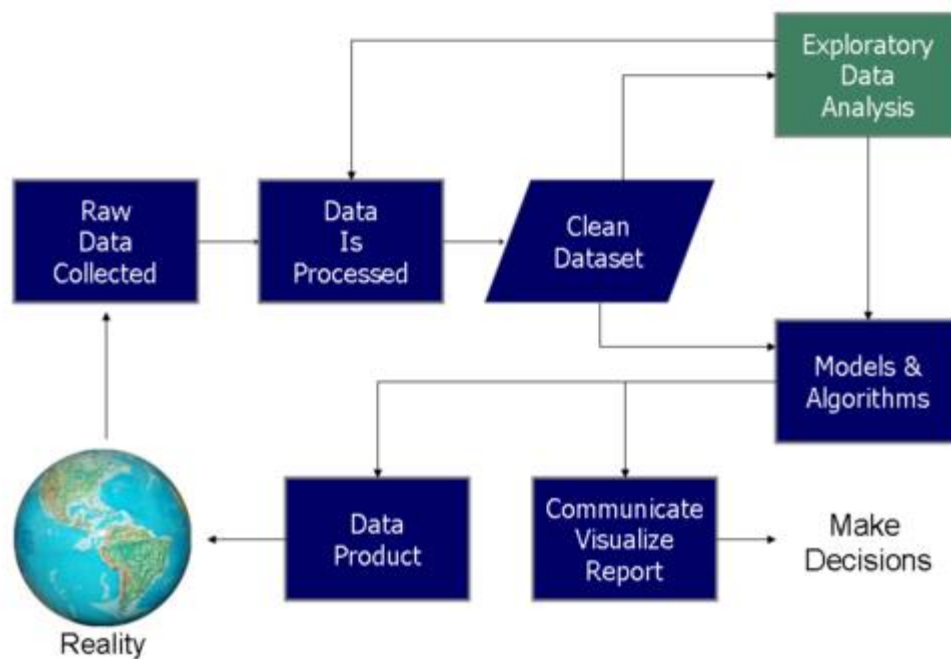 Exploratory
Data
Analysis
Raw
Data
Collected
Data
Is
Processed
Clean
Dataset
Models &
Algorithms
Data
Product
Communicate
Visualize
Report
Make
Decisions
Reality